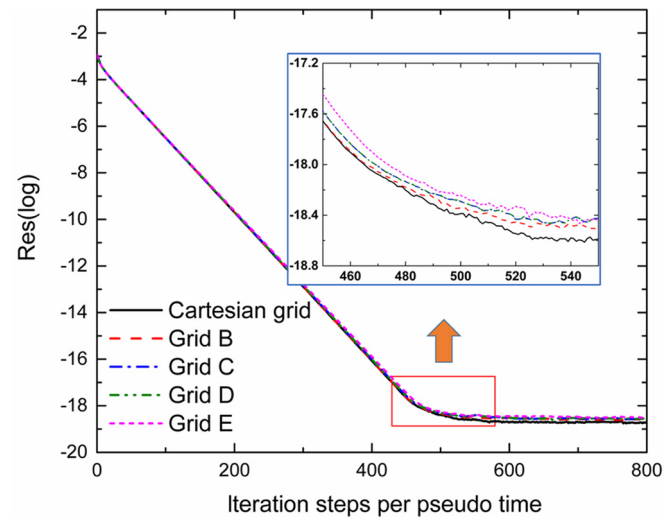 -2
-4
-6
-8
-10
-12
-14
-16
-18
-20
Res(log)
0 200 400 600 800
Iteration steps per pseudo time
-17.2
-17.6
-18.0
-18.4
-18.8
460 480 500 520 540
Cartesian grid
Grid B
Grid C
Grid D
Grid E